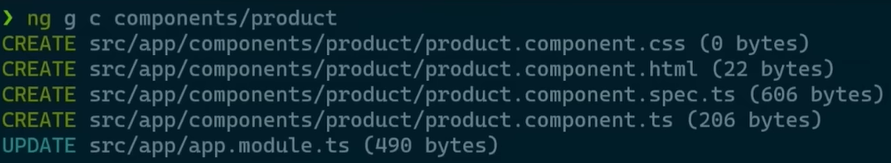 ❯ ng g c components/product
CREATE src/app/components/product/product.component.css (0 bytes)
CREATE src/app/components/product/product.component.html (22 bytes)
CREATE src/app/components/product/product.component.spec.ts (606 bytes)
CREATE src/app/components/product/product.component.ts (206 bytes)
UPDATE src/app/app.module.ts (490 bytes)